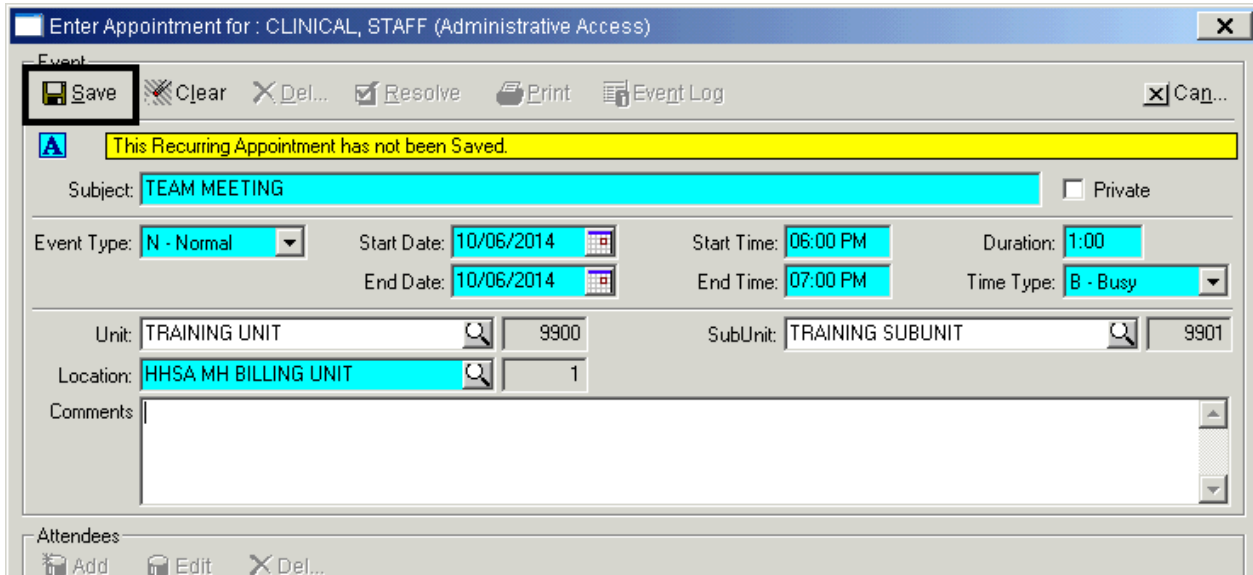 Enter Appointment for : CLINICAL, STAFF (Administrative Access)
Event
Save Clear Del... Resolve Print Event Log Can...
A This Recurring Appointment has not been Saved.
Subject: TEAM MEETING Private
Event Type: N - Normal Start Date: 10/06/2014 Start Time: 06:00 PM Duration: 1:00
End Date: 10/06/2014 End Time: 07:00 PM Time Type: B - Busy
Unit: TRAINING UNIT 9900 SubUnit: TRAINING SUBUNIT 9901
Location: HHSA MH BILLING UNIT 1
Comments
Attendees
Add Edit Del...